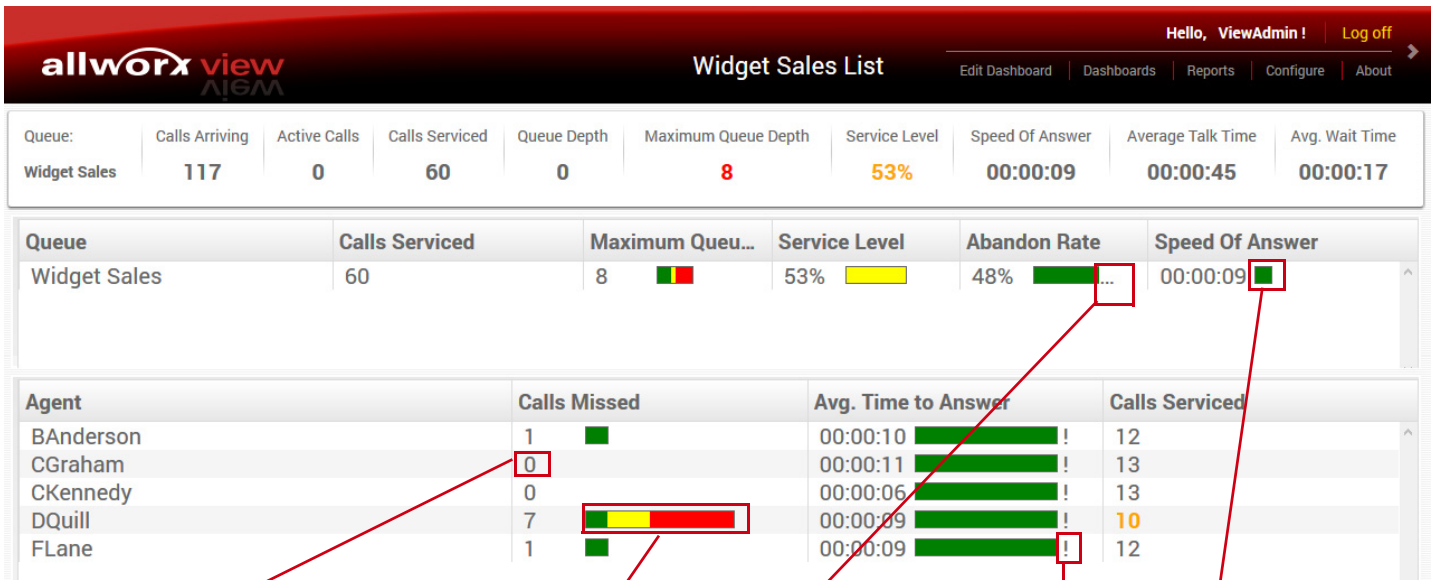 Hello, ViewAdmin ! Log off
allworx view
Widget Sales List
Edit Dashboard Dashboards Reports Configure About
Queue: Calls Arriving Active Calls Calls Serviced Queue Depth Maximum Queue Depth Service Level Speed Of Answer Average Talk Time Avg. Wait Time
Widget Sales 117 0 60 0 8 53% 00:00:09 00:00:45 00:00:17
Queue Calls Serviced Maximum Queu... Service Level Abandon Rate Speed Of Answer
Widget Sales 60 8 53% 48% ... 00:00:09
Agent Calls Missed Avg. Time to Answer Calls Serviced
BAnderson 1 00:00:10 ! 12
CGraham 0 00:00:11 ! 13
CKennedy 0 00:00:06 ! 13
DQuill 7 00:00:09 ! 10
FLane 1 00:00:09 ! 12